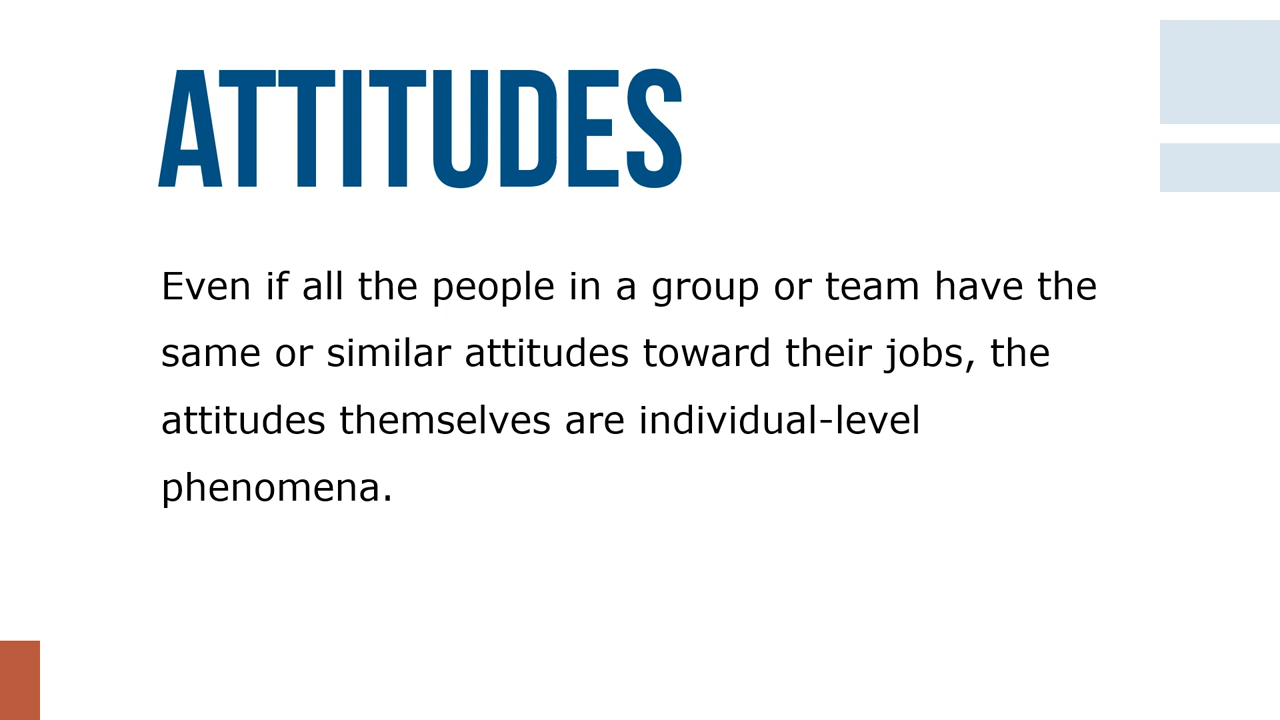 ATTITUDES
Even if all the people in a group or team have the
same or similar attitudes toward their jobs, the
attitudes themselves are individual-level
phenomena.